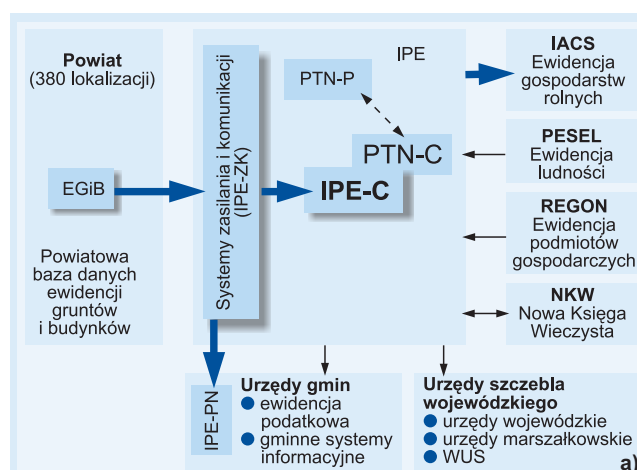 Powiat
(380 lokalizacji)
EGiB
Powiatowa
baza danych
ewidencji
gruntów
i budynków
Systemy zasilania i komunikacji
(IPE-ZK)
IPE
PTN-P
PTN-C
IPE-C
IACS
Ewidencja
gospodarstw
rolnych
PESEL
Ewidencja
ludności
REGON
Ewidencja
podmiotów
gospodarczych
NKW
Nowa Księga
Wieczysta
IPE-PN
Urzędy gmin
● ewidencja
podatkowa
● gminne systemy
informacyjne
Urzędy szczebla
wojewódzkiego
● urzędy wojewódzkie
● urzędy marszałkowskie
● WUS
a)